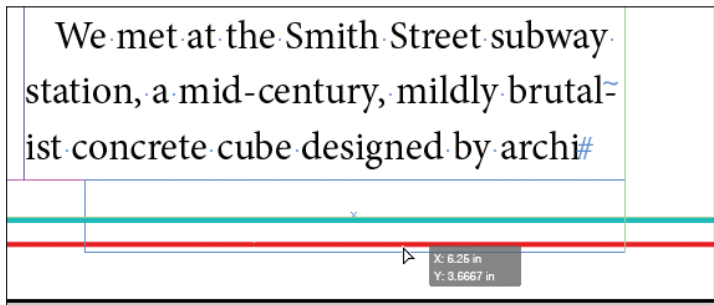 We met at the Smith Street subway
station, a mid-century, mildly brutal-
ist concrete cube designed by archi#
X: 6.25 in
Y: 3.6667 in